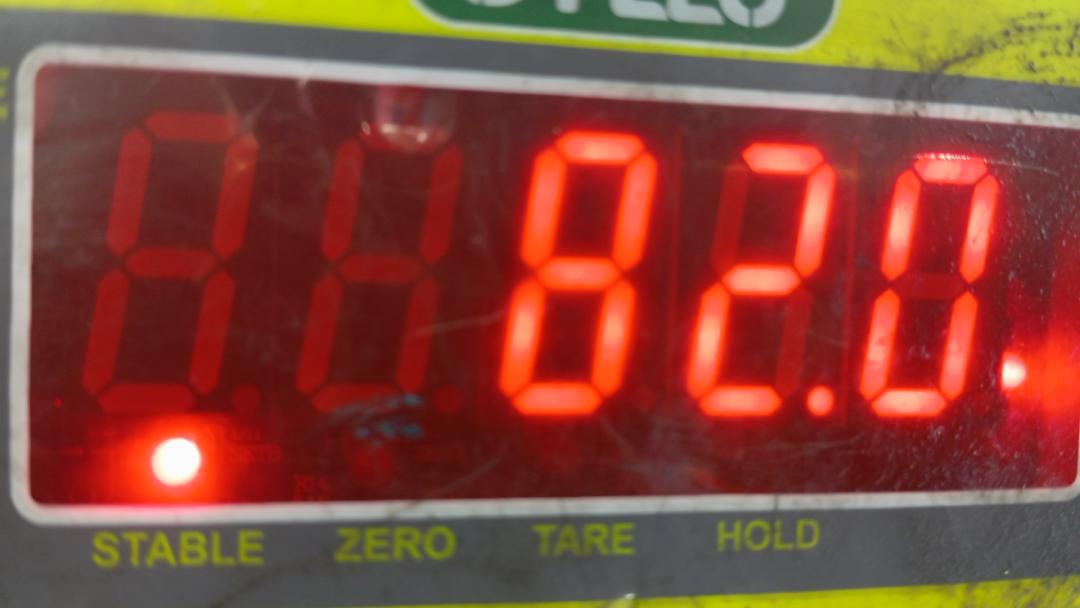 82.0
STABLE ZERO TARE HOLD